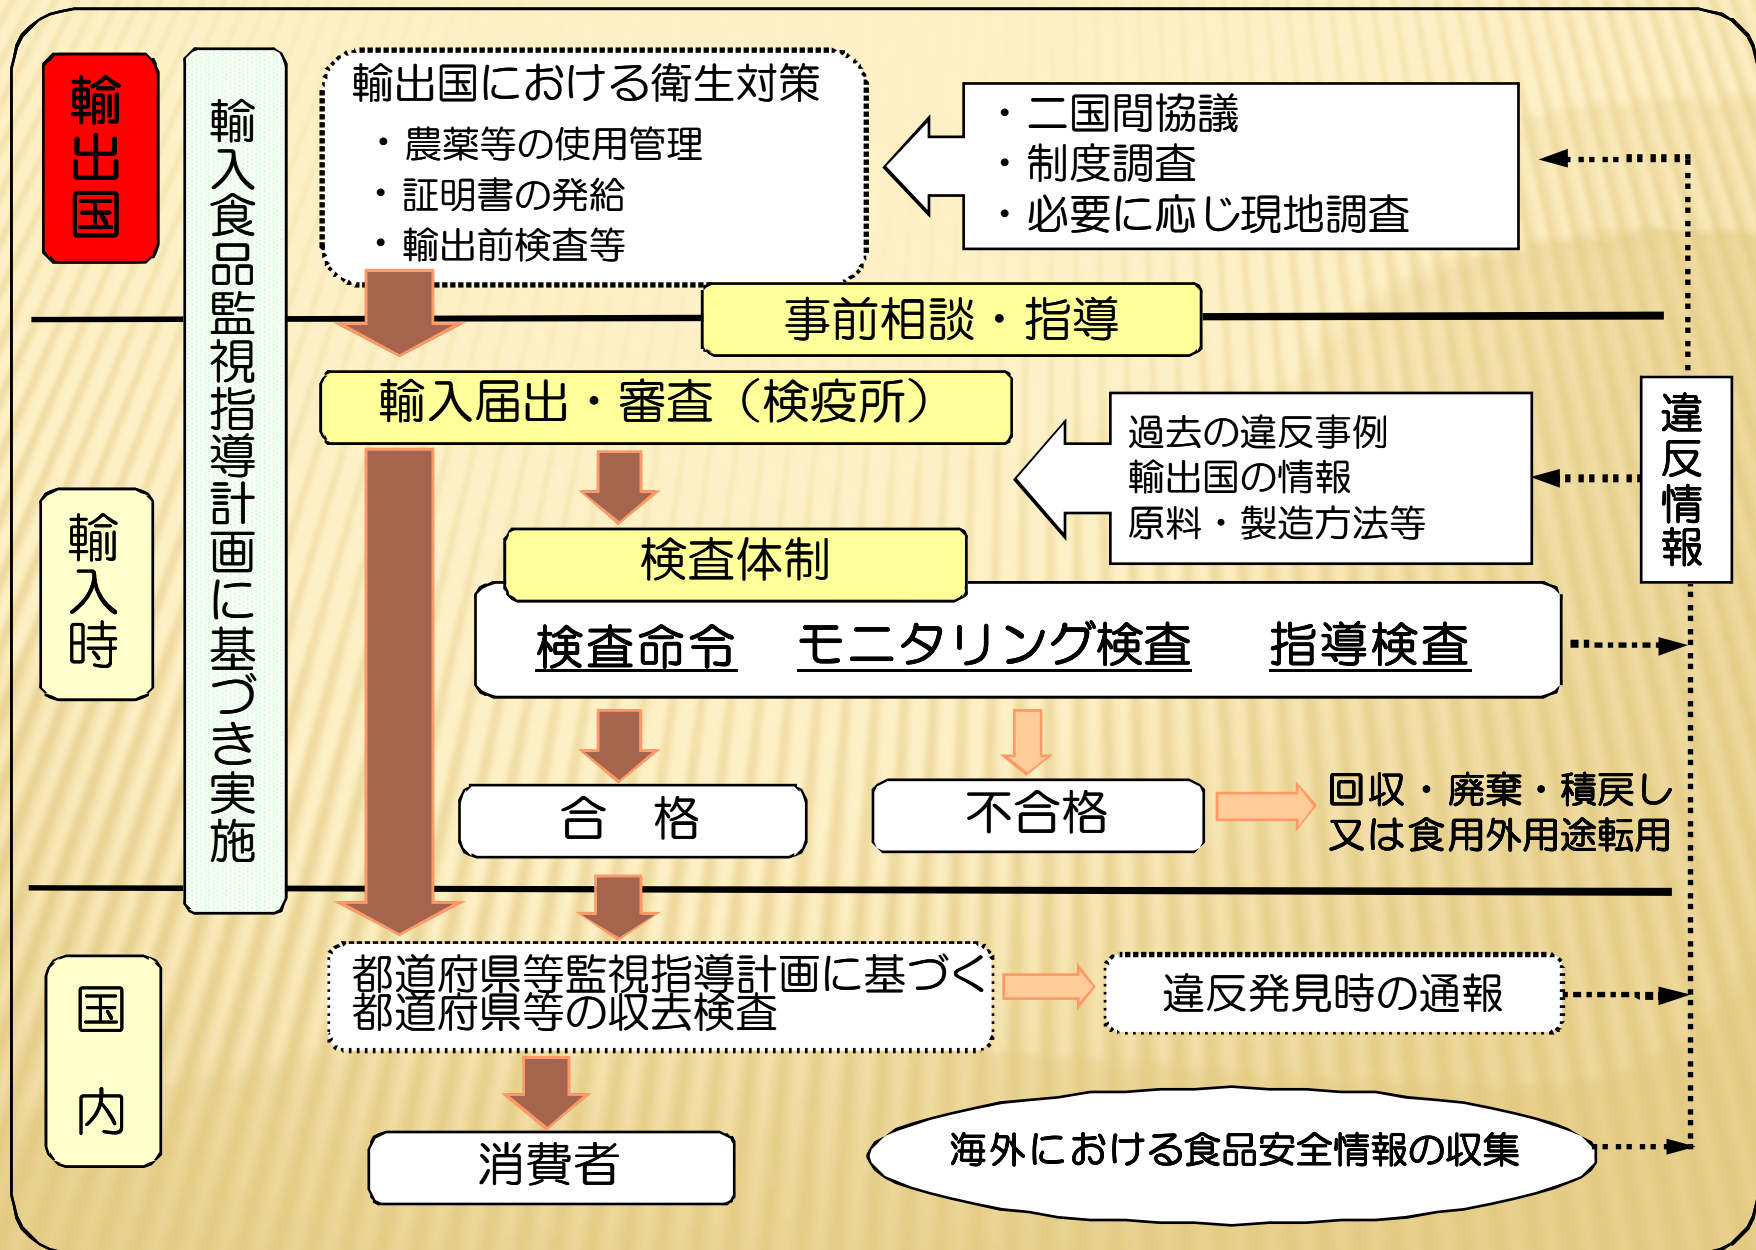 輸出国
輸入食品監視指導計画に基づき実施
輸出国における衛生対策
・農薬等の使用管理
・証明書の発給
・輸出前検査等
・二国間協議
・制度調査
・必要に応じ現地調査
事前相談・指導
輸入届出・審査（検疫所）
輸入時
過去の違反事例
輸出国の情報
原料・製造方法等
違反情報
検査体制
検査命令 モニタリング検査 指導検査
合　格
不合格
回収・廃棄・積戻し
又は食用外用途転用
国内
都道府県等監視指導計画に基づく
都道府県等の収去検査
違反発見時の通報
消費者
海外における食品安全情報の収集